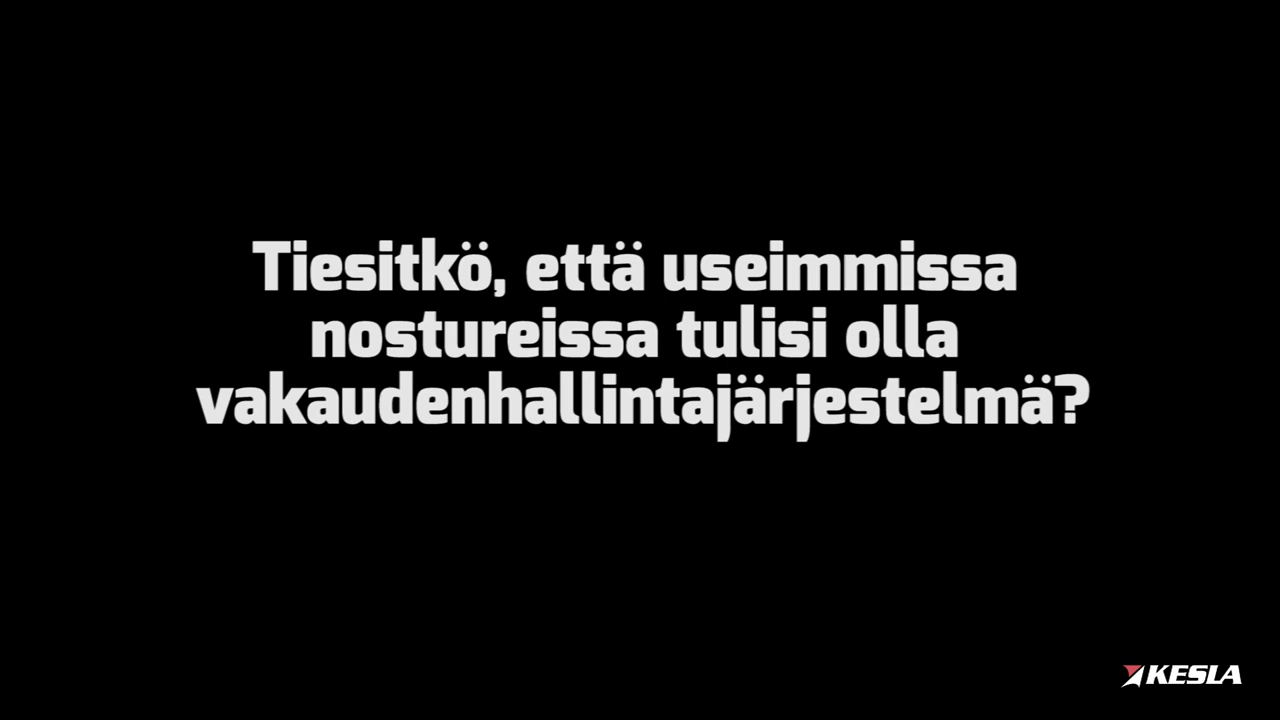 Tiesitkö, että useimmissa
nostureissa tulisi olla
vakaudenhallintajärjestelmä?
KESLA